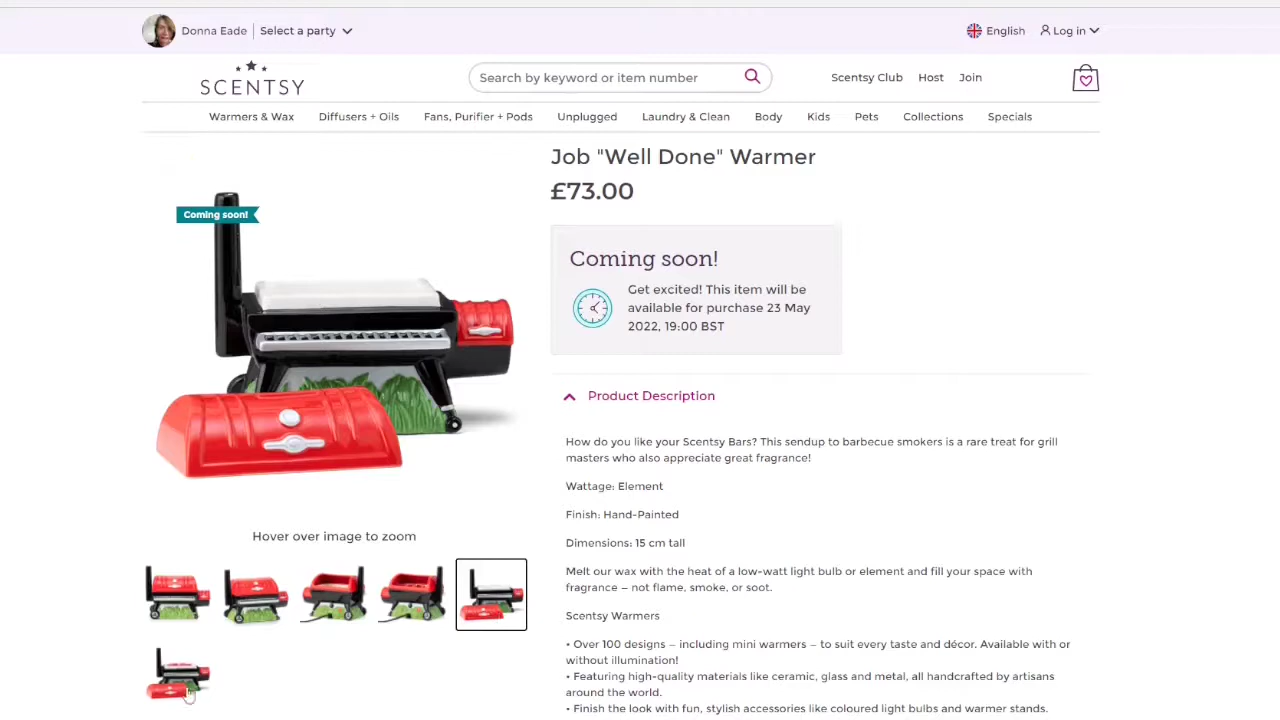 Donna Eade
Select a party
English
Log in
SCENTSY
Search by keyword or item number
Scentsy Club
Host
Join
Warmers & Wax
Diffusers + Oils
Fans, Purifier + Pods
Unplugged
Laundry & Clean
Body
Kids
Pets
Collections
Specials
Coming soon!
Hover over image to zoom
Job "Well Done" Warmer
£73.00
Coming soon!
Get excited! This item will be
available for purchase 23 May
2022, 19:00 BST
Product Description
How do you like your Scentsy Bars? This sendup to barbecue smokers is a rare treat for grill
masters who also appreciate great fragrance!
Wattage: Element
Finish: Hand-Painted
Dimensions: 15 cm tall
Melt our wax with the heat of a low-watt light bulb or element and fill your space with
fragrance – not flame, smoke, or soot.
Scentsy Warmers
• Over 100 designs – including mini warmers – to suit every taste and décor. Available with or
without illumination!
• Featuring high-quality materials like ceramic, glass and metal, all handcrafted by artisans
around the world.
• Finish the look with fun, stylish accessories like coloured light bulbs and warmer stands.